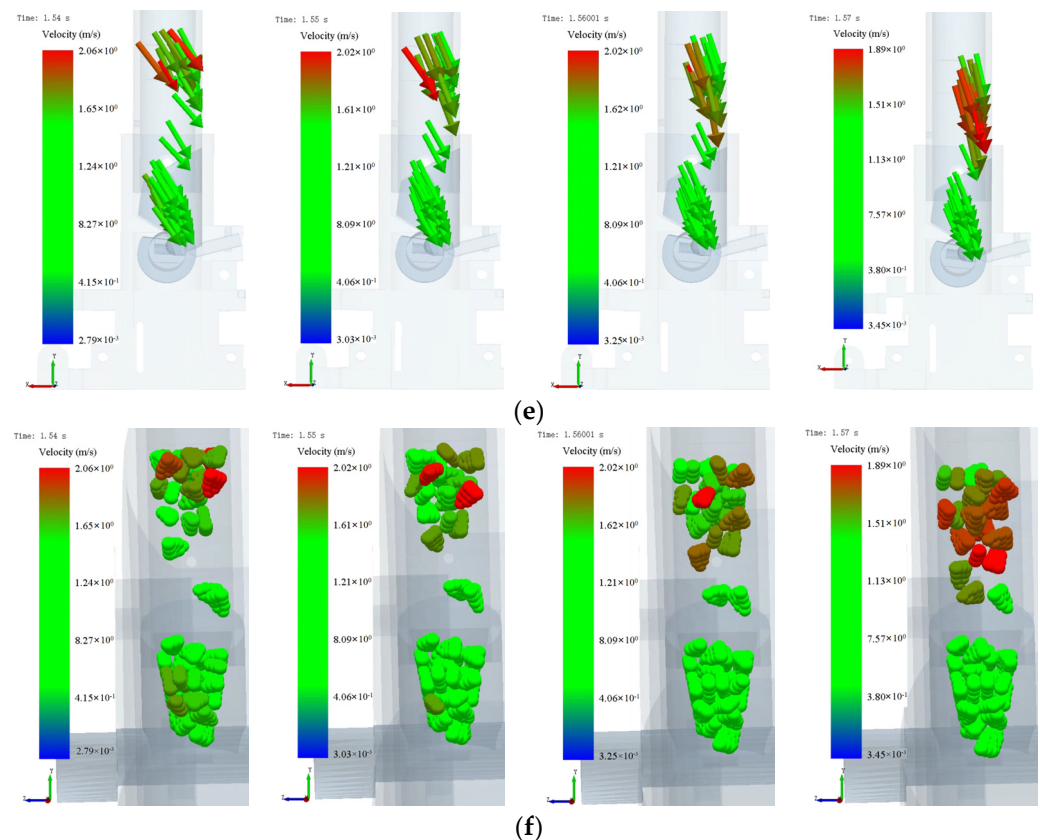 Time: 1.54 s
Velocity (m/s)
2.06×10⁰
1.65×10⁰
1.24×10⁰
8.27×10⁰
4.15×10⁻¹
2.79×10⁻³
Y
X
Z
Time: 1.55 s
Velocity (m/s)
2.02×10⁰
1.61×10⁰
1.21×10⁰
8.09×10⁰
4.06×10⁻¹
3.03×10⁻³
Y
X
Z
Time: 1.56001 s
Velocity (m/s)
2.02×10⁰
1.62×10⁰
1.21×10⁰
8.09×10⁰
4.06×10⁻¹
3.25×10⁻³
Y
X
Z
Time: 1.57 s
Velocity (m/s)
1.89×10⁰
1.51×10⁰
1.13×10⁰
7.57×10⁰
3.80×10⁻¹
3.45×10⁻³
Y
X
Z
(e)
Time: 1.54 s
Velocity (m/s)
2.06×10⁰
1.65×10⁰
1.24×10⁰
8.27×10⁰
4.15×10⁻¹
2.79×10⁻³
Y
Z
Time: 1.55 s
Velocity (m/s)
2.02×10⁰
1.61×10⁰
1.21×10⁰
8.09×10⁰
4.06×10⁻¹
3.03×10⁻³
Y
Z
Time: 1.56001 s
Velocity (m/s)
2.02×10⁰
1.62×10⁰
1.21×10⁰
8.09×10⁰
4.06×10⁻¹
3.25×10⁻³
Y
Z
Time: 1.57 s
Velocity (m/s)
1.89×10⁰
1.51×10⁰
1.13×10⁰
7.57×10⁰
3.80×10⁻¹
3.45×10⁻³
Y
Z
(f)